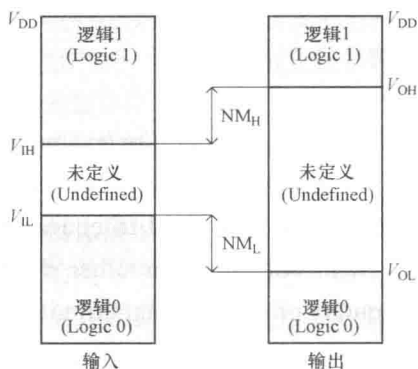 V_DD
逻辑1
(Logic 1)
V_IH
未定义
(Undefined)
V_IL
逻辑0
(Logic 0)
输入
NM_H
NM_L
逻辑1
(Logic 1)
未定义
(Undefined)
逻辑0
(Logic 0)
输出
V_DD
V_OH
V_OL